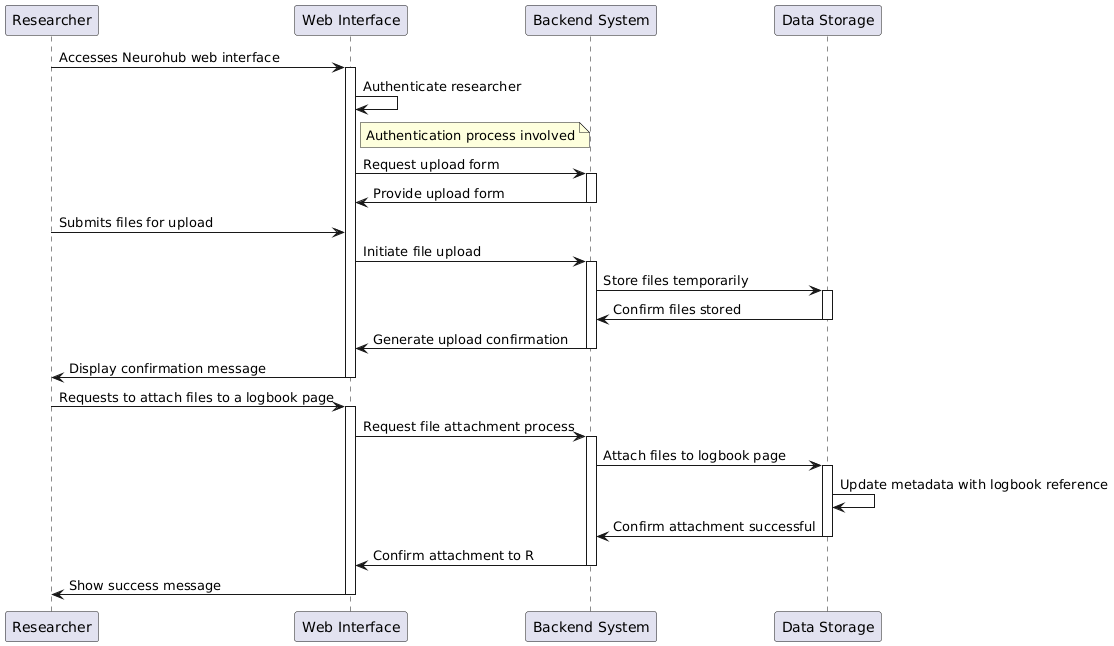 Researcher
Web Interface
Backend System
Data Storage
Accesses Neurohub web interface
Authenticate researcher
Authentication process involved
Request upload form
Provide upload form
Submits files for upload
Initiate file upload
Store files temporarily
Confirm files stored
Generate upload confirmation
Display confirmation message
Requests to attach files to a logbook page
Request file attachment process
Attach files to logbook page
Update metadata with logbook reference
Confirm attachment successful
Confirm attachment to R
Show success message
Researcher
Web Interface
Backend System
Data Storage